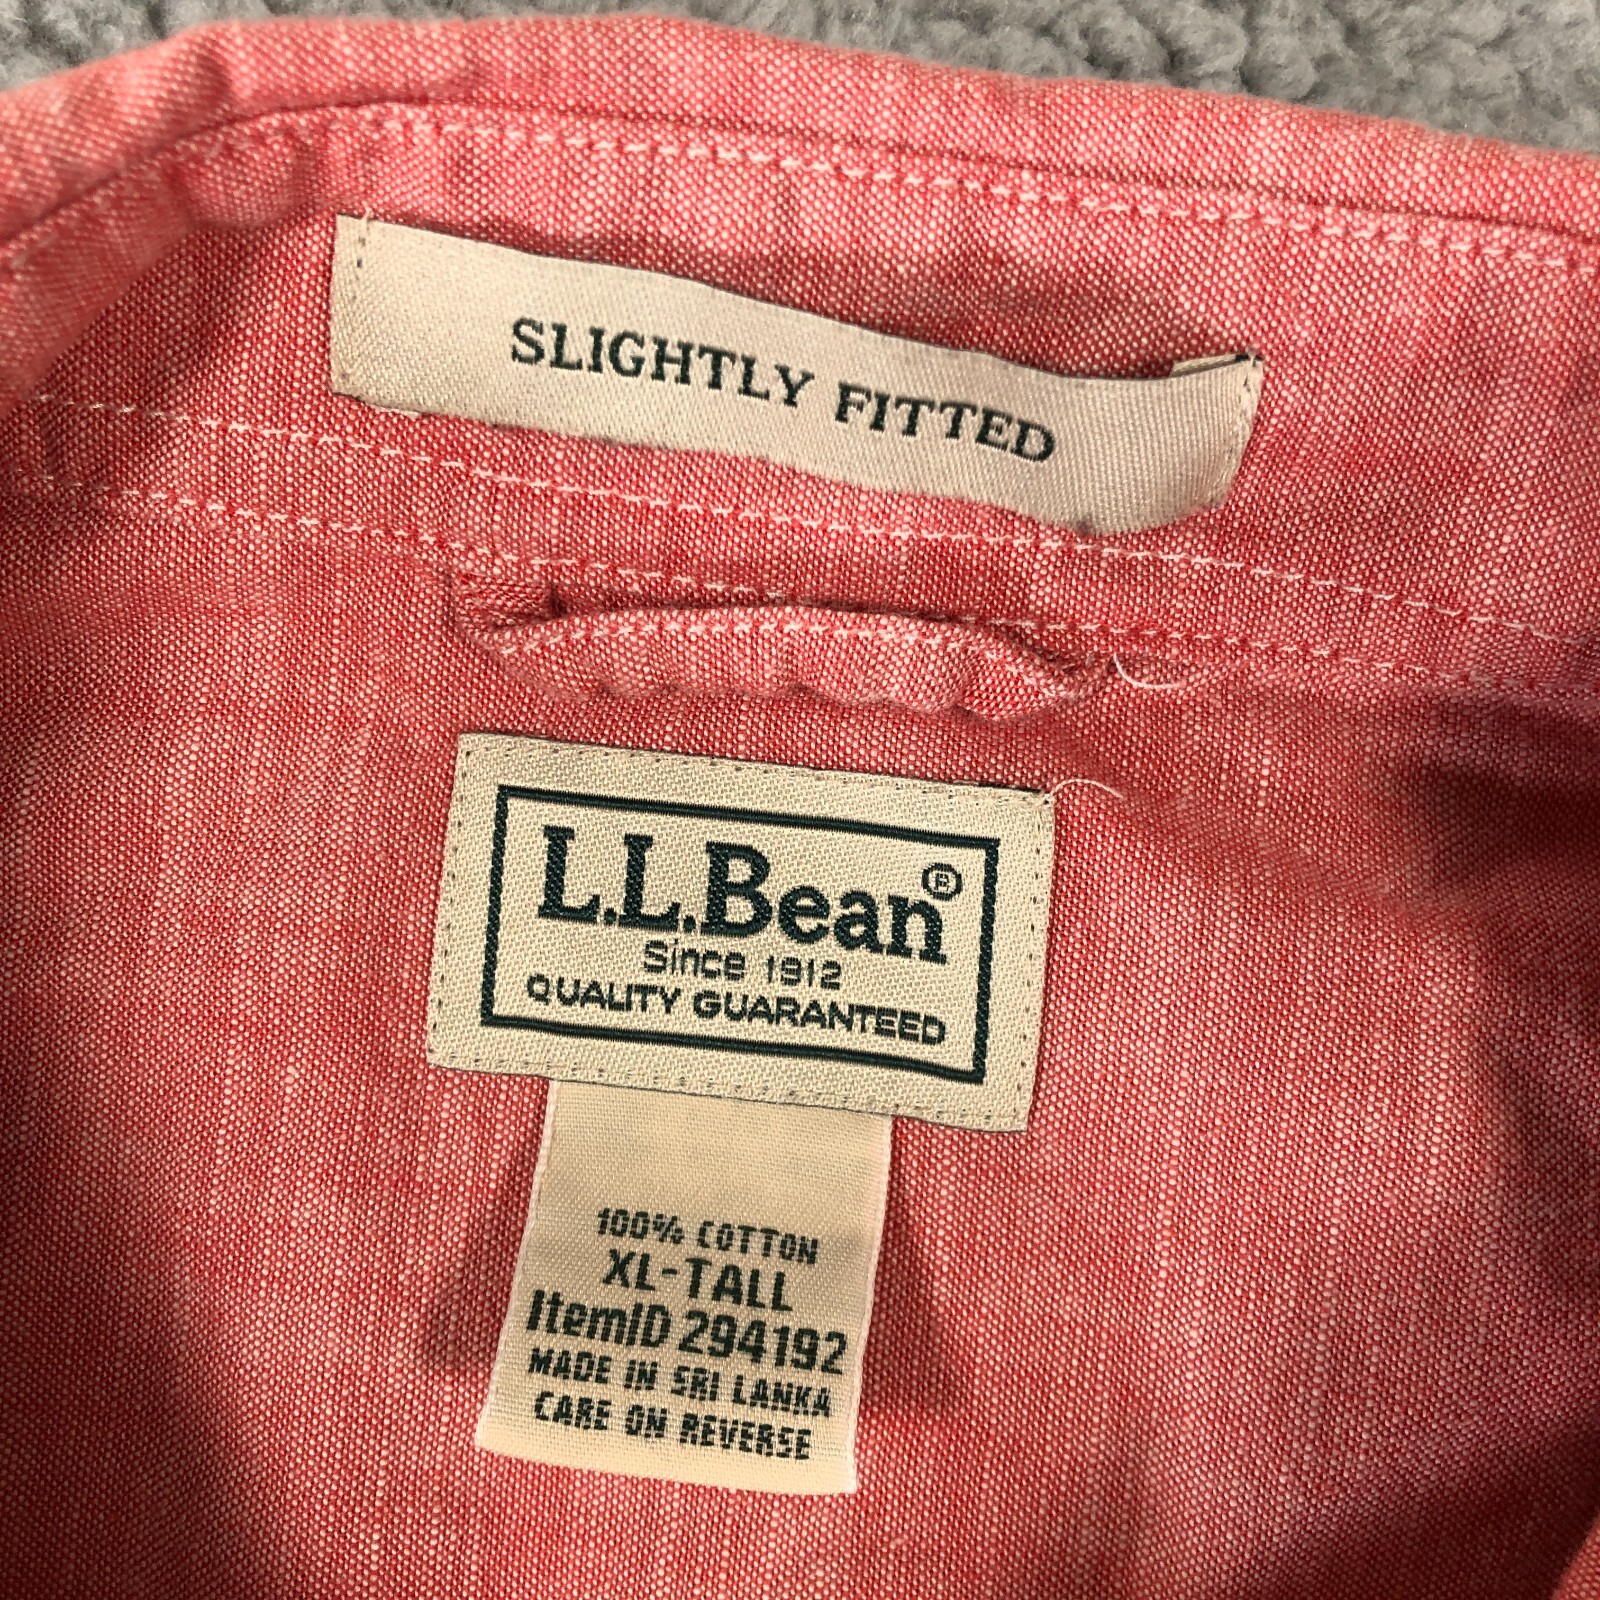 SLIGHTLY FITTED
L.L.Bean®
Since 1912
QUALITY GUARANTEED
100% COTTON
XL-TALL
ItemID 294192
MADE IN SRI LANKA
CARE ON REVERSE